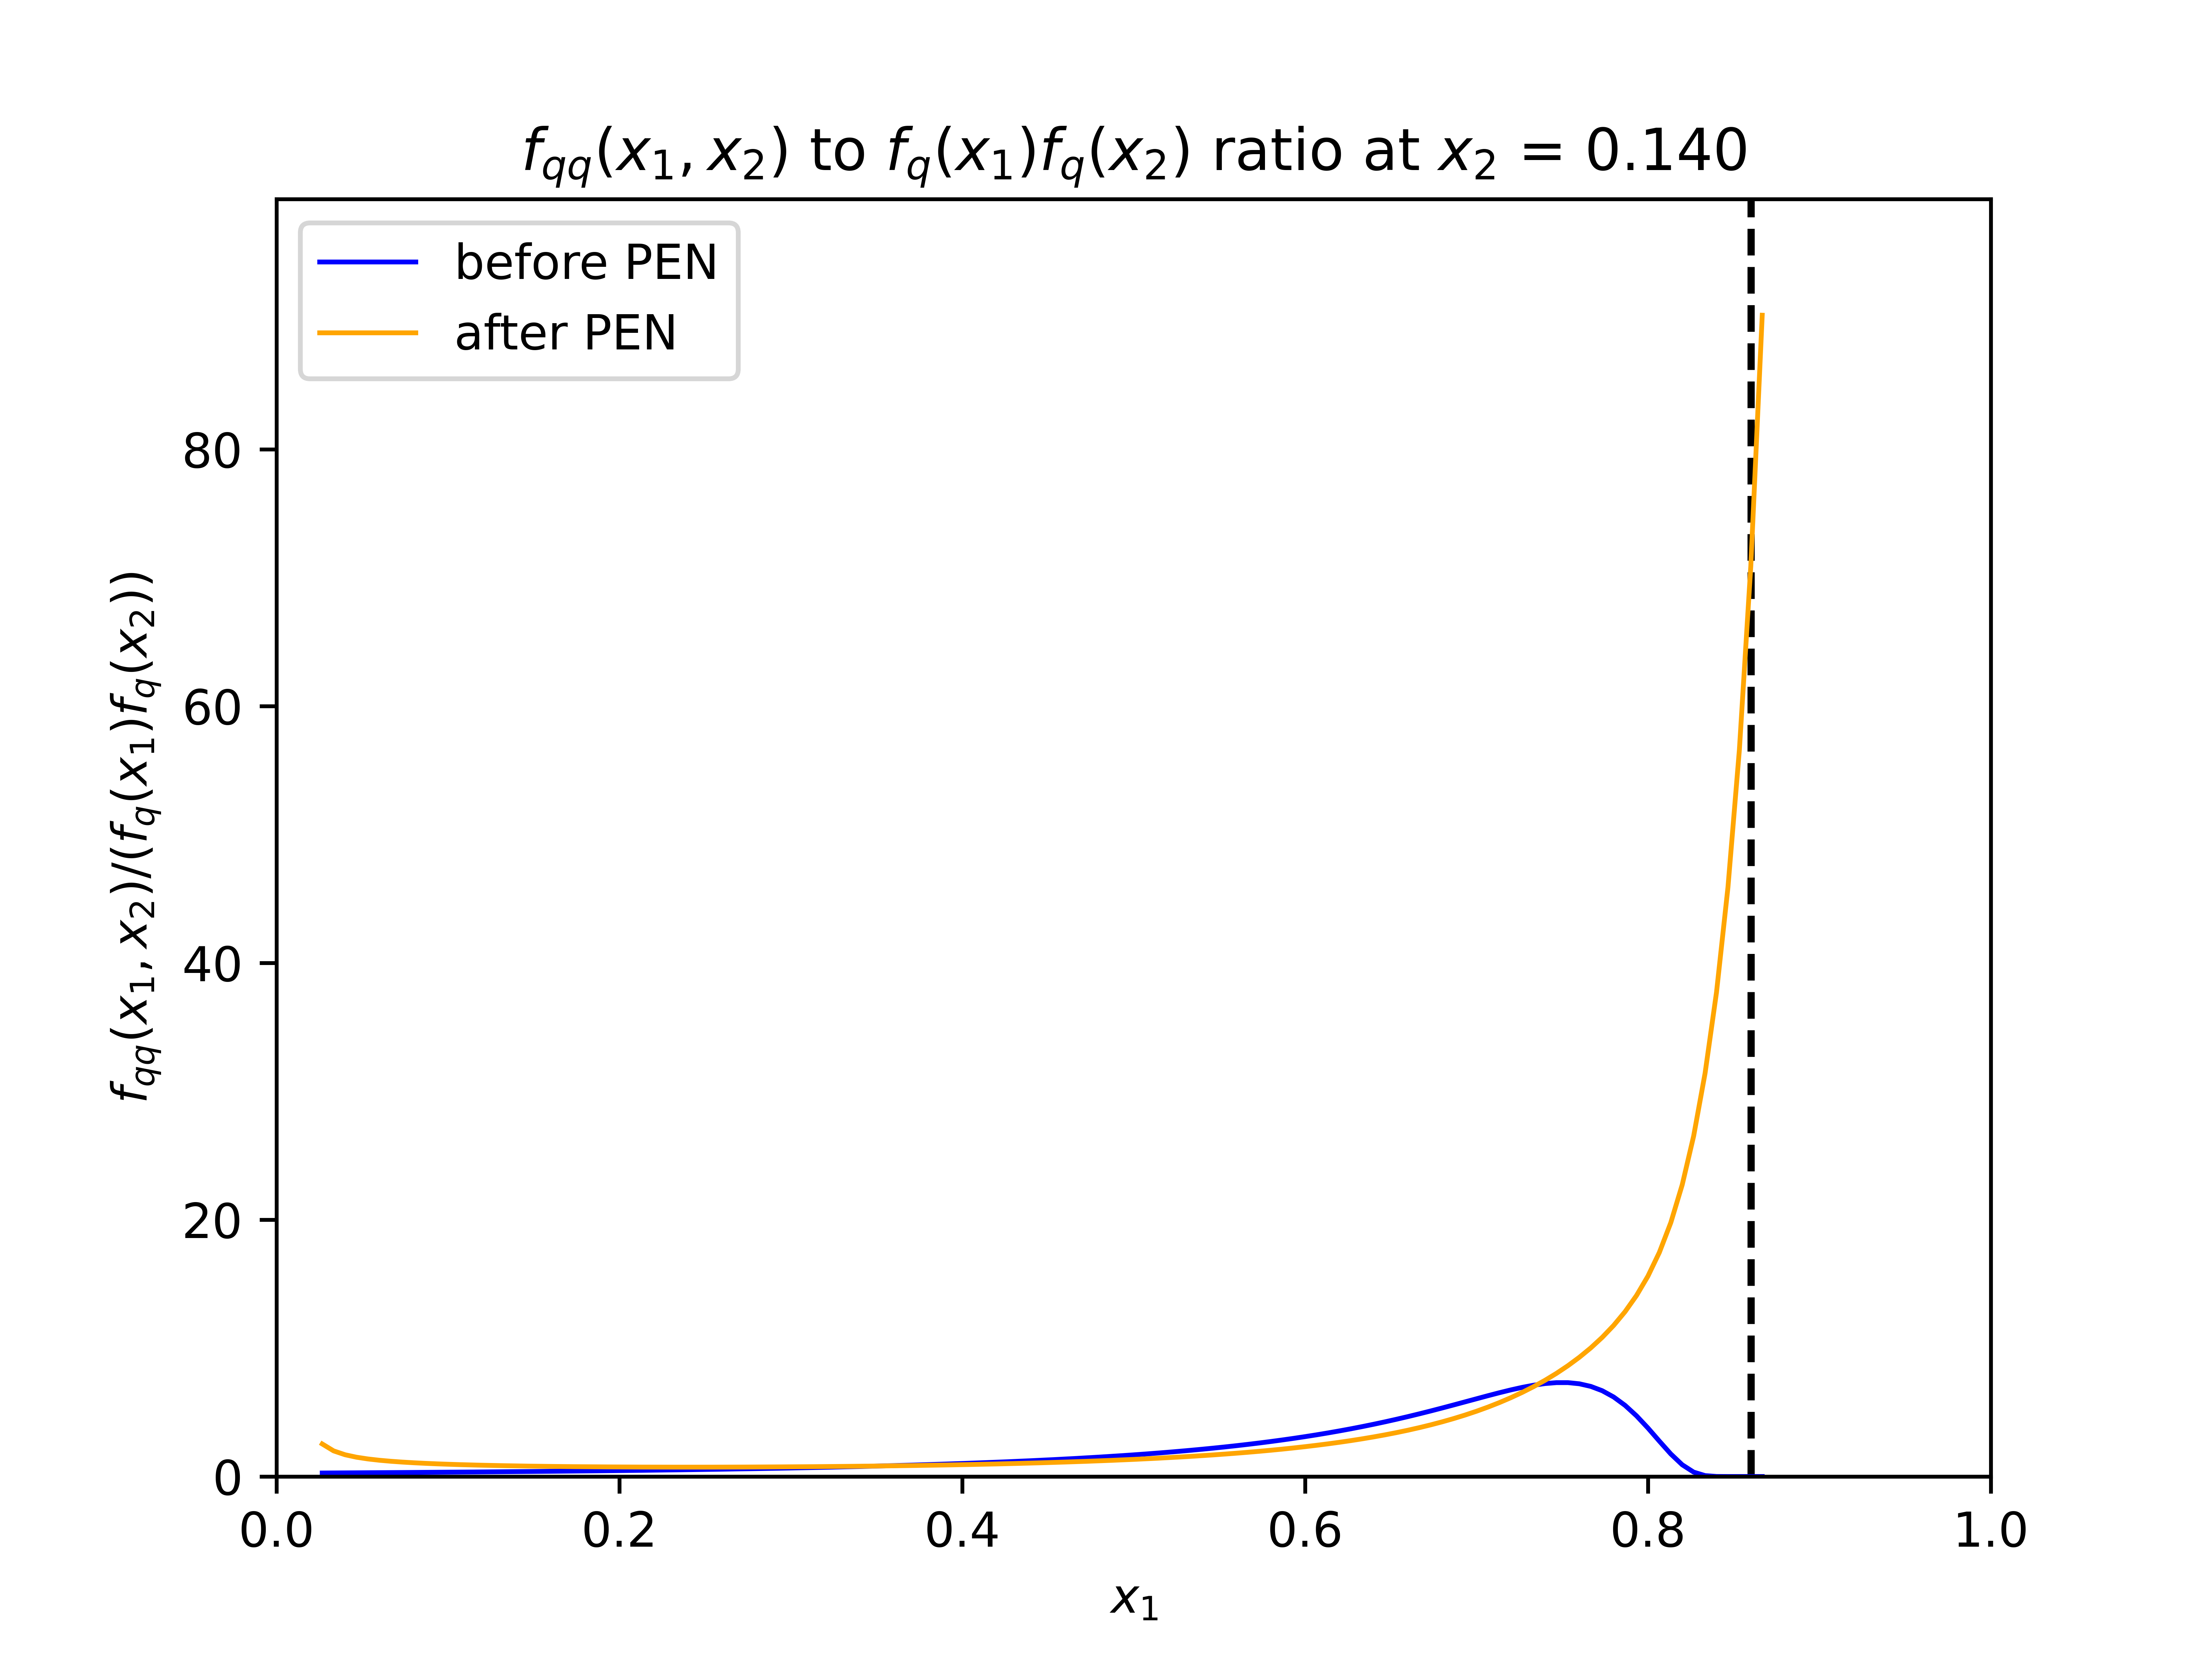 f_qq(x_1, x_2) to f_q(x_1)f_q(x_2) ratio at x_2 = 0.140
before PEN
after PEN
f_qq(x_1, x_2)/(f_q(x_1)f_q(x_2))
80
60
40
20
0
0.0 0.2 0.4 0.6 0.8 1.0
x_1